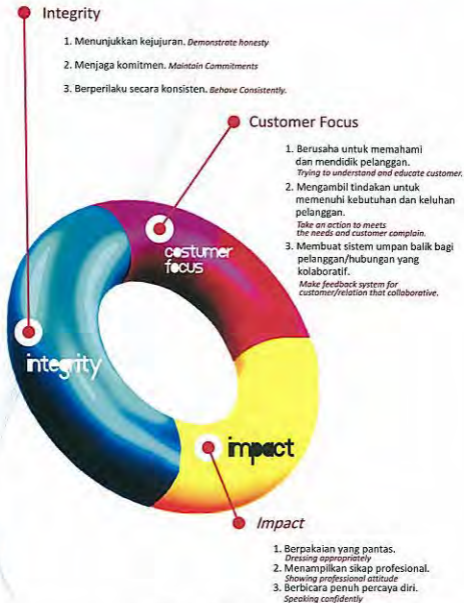 Integrity
1. Menunjukkan kejujuran. Demonstrate honesty
2. Menjaga komitmen. Maintain Commitments
3. Berperilaku secara konsisten. Behave Consistently.
Customer Focus
1. Berusaha untuk memahami
dan mendidik pelanggan.
Trying to understand and educate customer.
2. Mengambil tindakan untuk
memenuhi kebutuhan dan keluhan
pelanggan.
Take an action to meets
the needs and customer complain.
3. Membuat sistem umpan balik bagi
pelanggan/hubungan yang
kolaboratif.
Make feedback system for
customer/relation that collaborative.
costumer
focus
integrity
impact
Impact
1. Berpakaian yang pantas.
Dressing appropriately
2. Menampilkan sikap profesional.
Showing professional attitude
3. Berbicara penuh percaya diri.
Speaking confidently